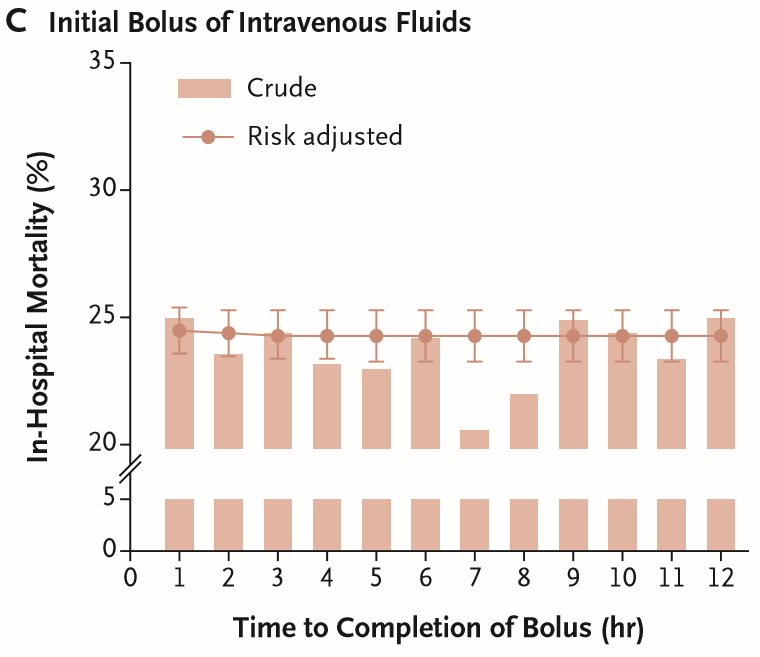 C Initial Bolus of Intravenous Fluids
35
Crude
Risk adjusted
30
25
20
5
0
In-Hospital Mortality (%)
0 1 2 3 4 5 6 7 8 9 10 11 12
Time to Completion of Bolus (hr)